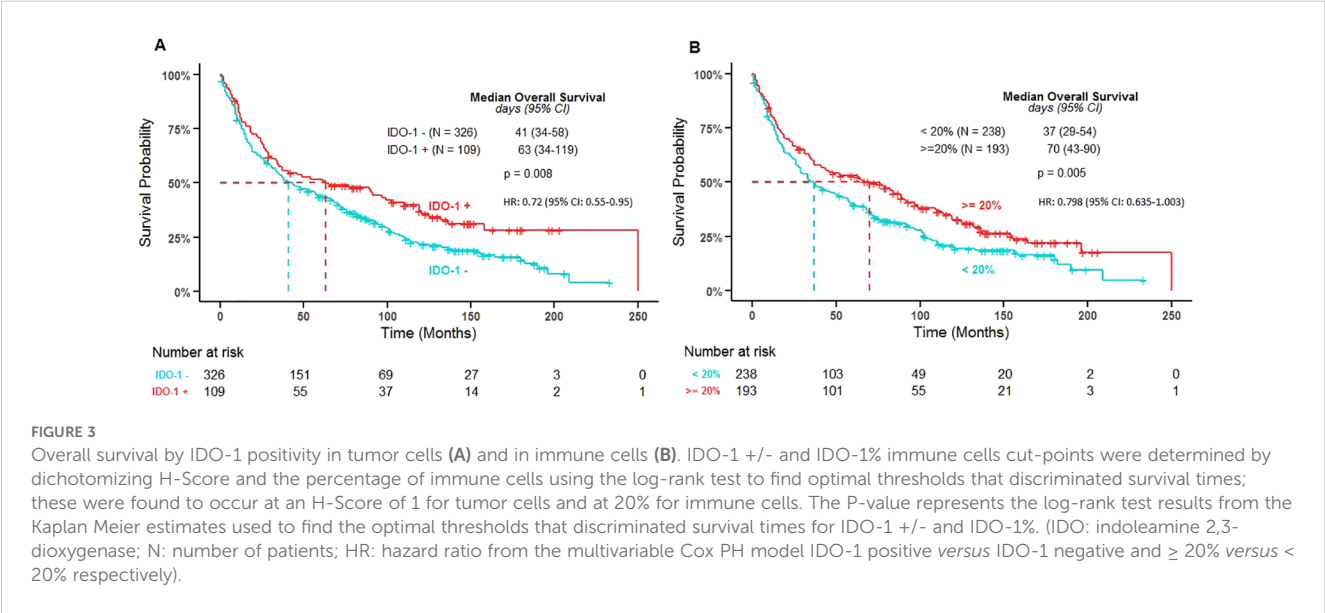 A
Survival Probability
100%
75%
50%
25%
0%
Median Overall Survival
days (95% CI)
IDO-1 - (N = 326) 41 (34-58)
IDO-1 + (N = 109) 63 (34-119)
p = 0.008
HR: 0.72 (95% CI: 0.55-0.95)
IDO-1 +
IDO-1 -
0 50 100 150 200 250
Time (Months)
Number at risk
IDO-1 - 326 151 69 27 3 0
IDO-1 + 109 55 37 14 2 1
B
Survival Probability
100%
75%
50%
25%
0%
Median Overall Survival
days (95% CI)
< 20% (N = 238) 37 (29-54)
>=20% (N = 193) 70 (43-90)
p = 0.005
HR: 0.798 (95% CI: 0.635-1.003)
>= 20%
< 20%
0 50 100 150 200 250
Time (Months)
Number at risk
< 20% 238 103 49 20 2 0
>= 20% 193 101 55 21 3 1
FIGURE 3
Overall survival by IDO-1 positivity in tumor cells (A) and in immune cells (B). IDO-1 +/- and IDO-1% immune cells cut-points were determined by
dichotomizing H-Score and the percentage of immune cells using the log-rank test to find optimal thresholds that discriminated survival times;
these were found to occur at an H-Score of 1 for tumor cells and at 20% for immune cells. The P-value represents the log-rank test results from the
Kaplan Meier estimates used to find the optimal thresholds that discriminated survival times for IDO-1 +/- and IDO-1%. (IDO: indoleamine 2,3-
dioxygenase; N: number of patients; HR: hazard ratio from the multivariable Cox PH model IDO-1 positive versus IDO-1 negative and ≥ 20% versus <
20% respectively).